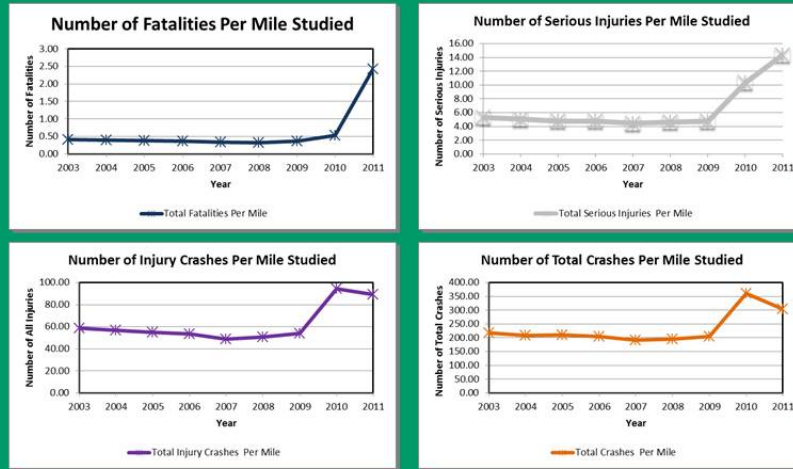 Number of Fatalities Per Mile Studied
Number of Fatalities
3.00
2.50
2.00
1.50
1.00
0.50
0.00
2003 2004 2005 2006 2007 2008 2009 2010 2011
Year
Total Fatalities Per Mile
Number of Serious Injuries Per Mile Studied
Number of Serious Injuries
16.00
14.00
12.00
10.00
8.00
6.00
4.00
2.00
0.00
2003 2004 2005 2006 2007 2008 2009 2010 2011
Year
Total Serious Injuries Per Mile
Number of Injury Crashes Per Mile Studied
Number of All Injuries
100.00
80.00
60.00
40.00
20.00
0.00
2003 2004 2005 2006 2007 2008 2009 2010 2011
Year
Total Injury Crashes Per Mile
Number of Total Crashes Per Mile Studied
Number of Total Crashes
400.00
350.00
300.00
250.00
200.00
150.00
100.00
50.00
0.00
2003 2004 2005 2006 2007 2008 2009 2010 2011
Year
Total Crashes Per Mile